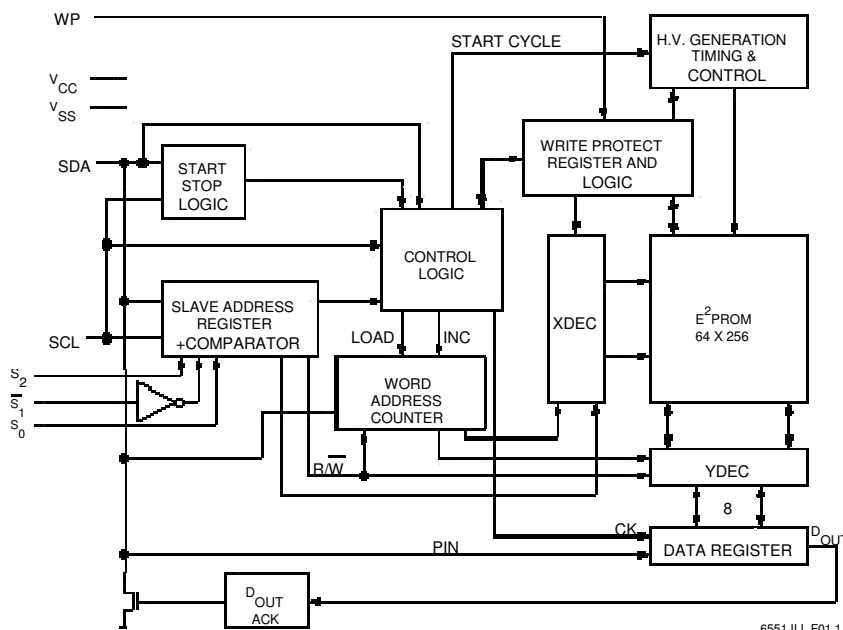 WP
START CYCLE
H.V. GENERATION
TIMING &
CONTROL
VCC
VSS
SDA
START
STOP
LOGIC
WRITE PROTECT
REGISTER AND
LOGIC
CONTROL
LOGIC
SLAVE ADDRESS
REGISTER
+COMPARATOR
SCL
XDEC
E²PROM
64 X 256
LOAD
INC
S2
S̅1
S0
WORD
ADDRESS
COUNTER
R/W̅
YDEC
8
CK
PIN
DATA REGISTER
DOUT
DOUT
ACK